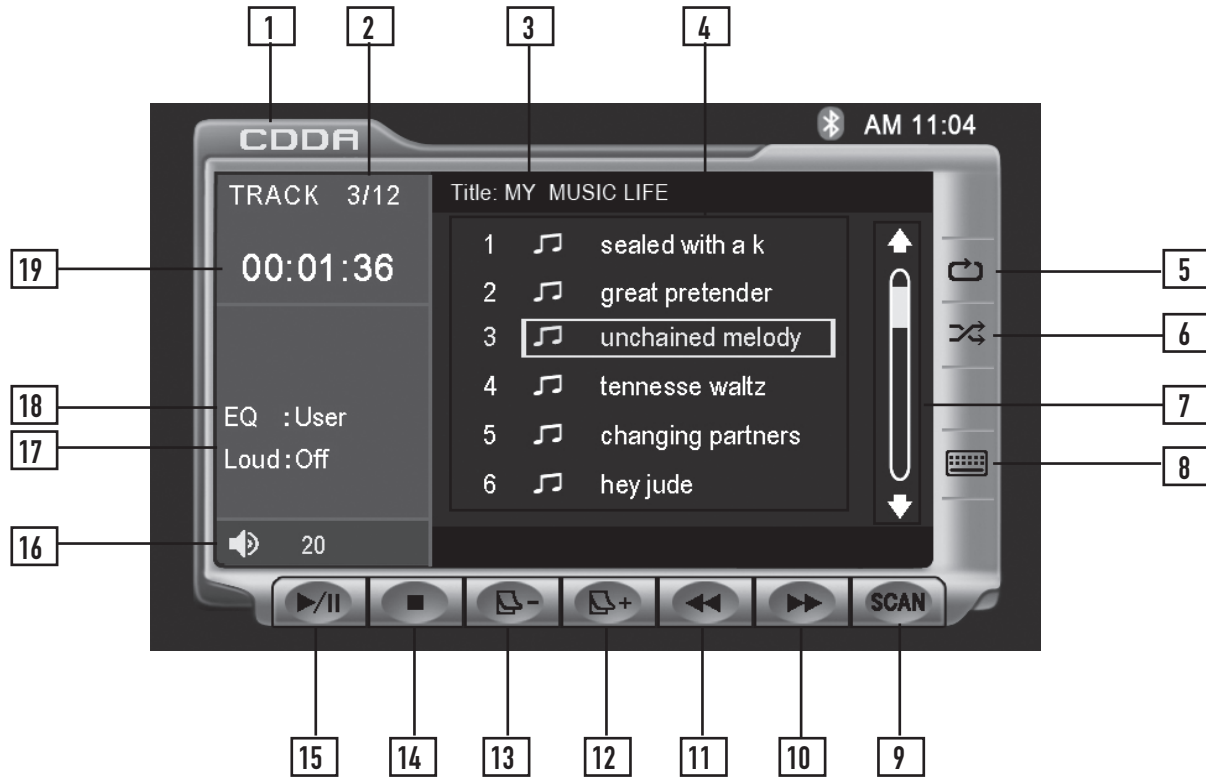 1 2 3 4
CDDA
AM 11:04
TRACK 3/12
Title: MY MUSIC LIFE
00:01:36
1 sealed with a k
2 great pretender
3 unchained melody
4 tennesse waltz
5 changing partners
6 hey jude
EQ :User
Loud:Off
20
SCAN
19
18
17
16
5
6
7
8
15 14 13 12 11 10 9